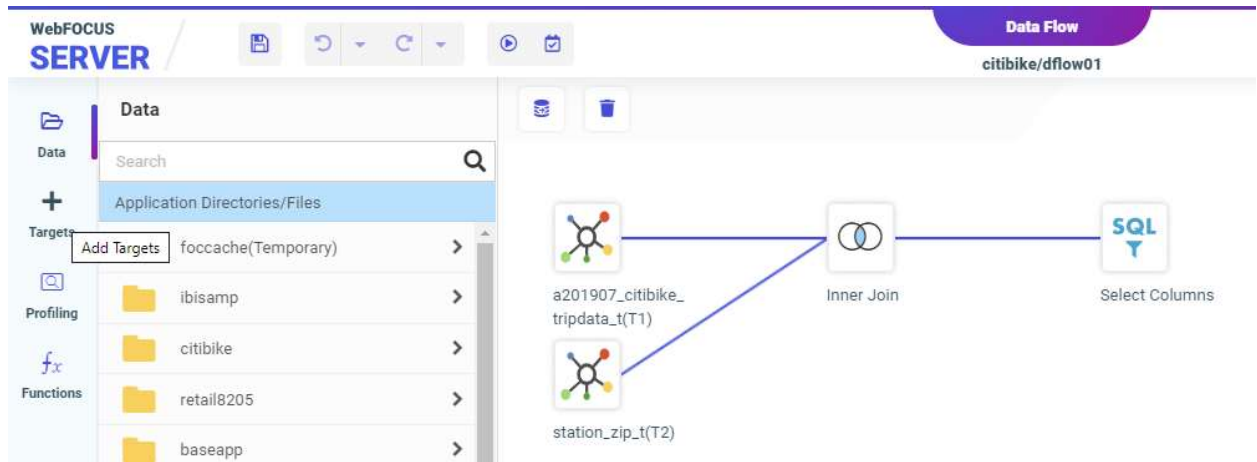 WebFOCUS
SERVER
Data Flow
citibike/dflow01
Data
Targets
Profiling
fx
Functions
Add Targets
Data
Search
Application Directories/Files
foccache(Temporary)
ibisamp
citibike
retail8205
baseapp
a201907_citibike_
tripdata_t(T1)
station_zip_t(T2)
Inner Join
SQL
Select Columns